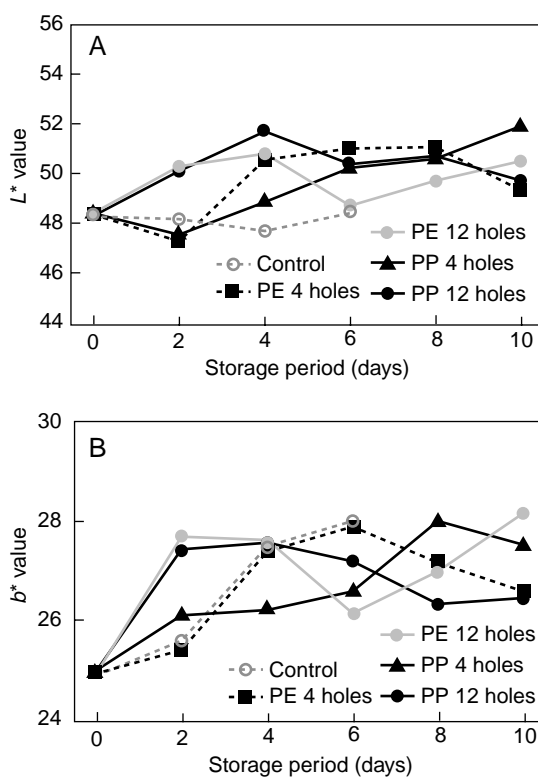 A
56
54
52
50
48
46
44
L* value
Control
PE 4 holes
PE 12 holes
PP 4 holes
PP 12 holes
0 2 4 6 8 10
Storage period (days)
B
30
28
26
24
b* value
Control
PE 4 holes
PE 12 holes
PP 4 holes
PP 12 holes
0 2 4 6 8 10
Storage period (days)